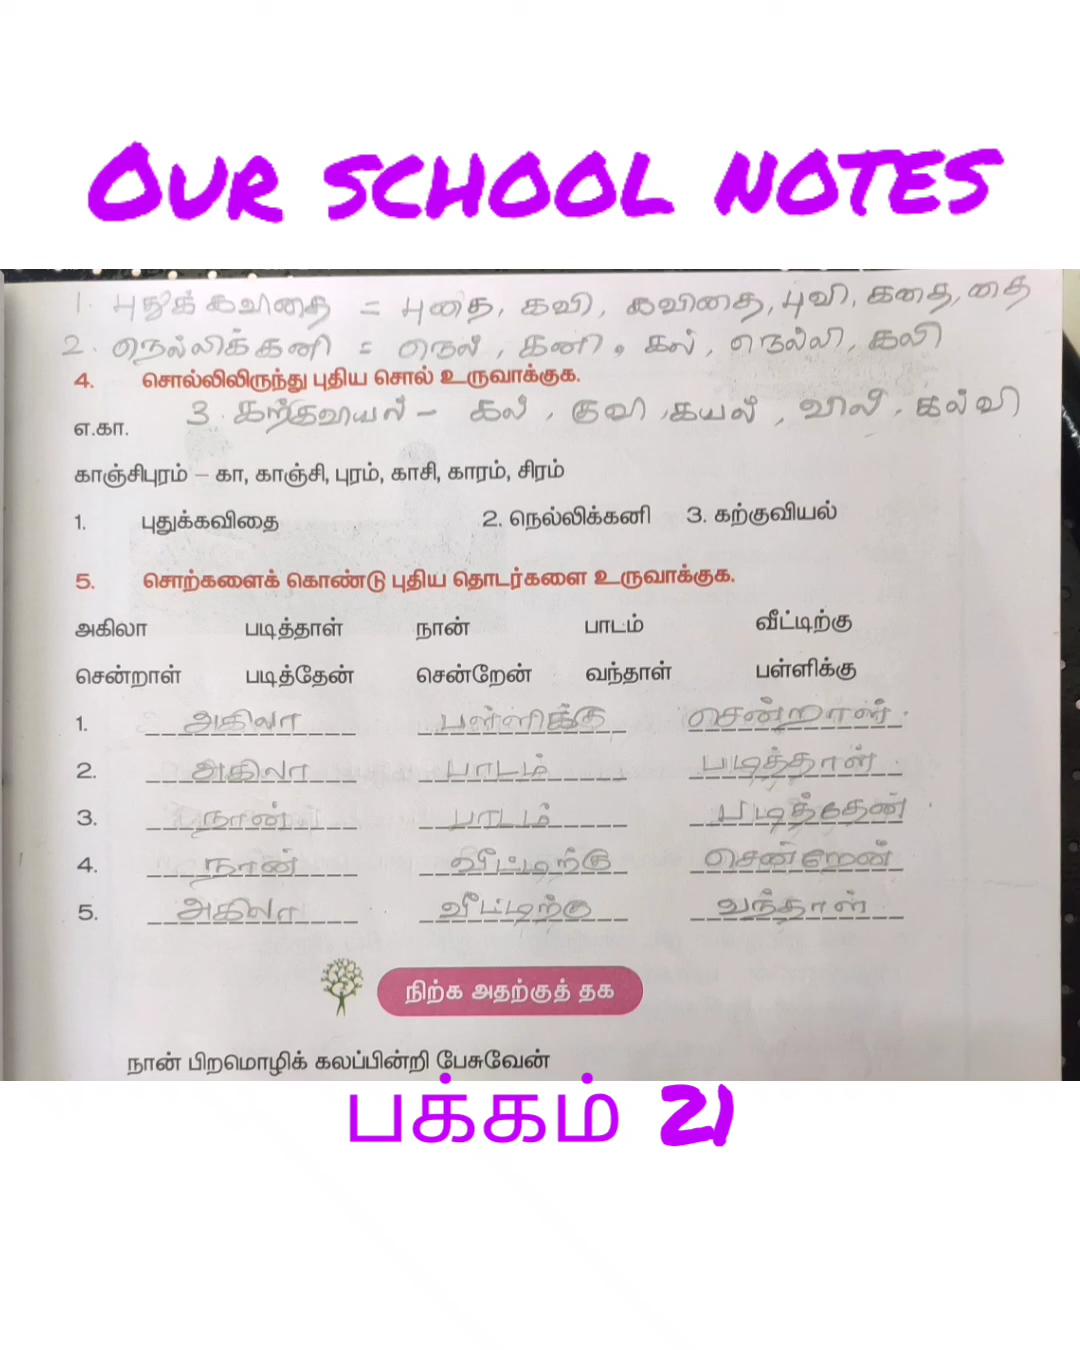 OUR SCHOOL NOTES
1. புதுக் கவிதை = புதை, கவி, கவிதை, புவி, கதை, தை
2. நெல்லிக்கனி = நெல், கனி, கல், நெல்லி, கலி
4. சொல்லிலிருந்து புதிய சொல் உருவாக்குக.
3. கற்குவியல் - கல், குவி, கயல், வில், கல்வி
எ.கா.
காஞ்சிபுரம் – கா, காஞ்சி, புரம், காசி, காரம், சிரம்
1. புதுக்கவிதை 2. நெல்லிக்கனி 3. கற்குவியல்
5. சொற்களைக் கொண்டு புதிய தொடர்களை உருவாக்குக.
அகிலா படித்தாள் நான் பாடம் வீட்டிற்கு
சென்றாள் படித்தேன் சென்றேன் வந்தாள் பள்ளிக்கு
1. அகிலா பள்ளிக்கு சென்றாள்.
2. அகிலா பாடம் படித்தாள்.
3. நான் பாடம் படித்தேன்.
4. நான் வீட்டிற்கு சென்றேன்
5. அகிலா வீட்டிற்கு வந்தாள்.
நிற்க அதற்குத் தக
நான் பிறமொழிக் கலப்பின்றி பேசுவேன்
பக்கம் 21